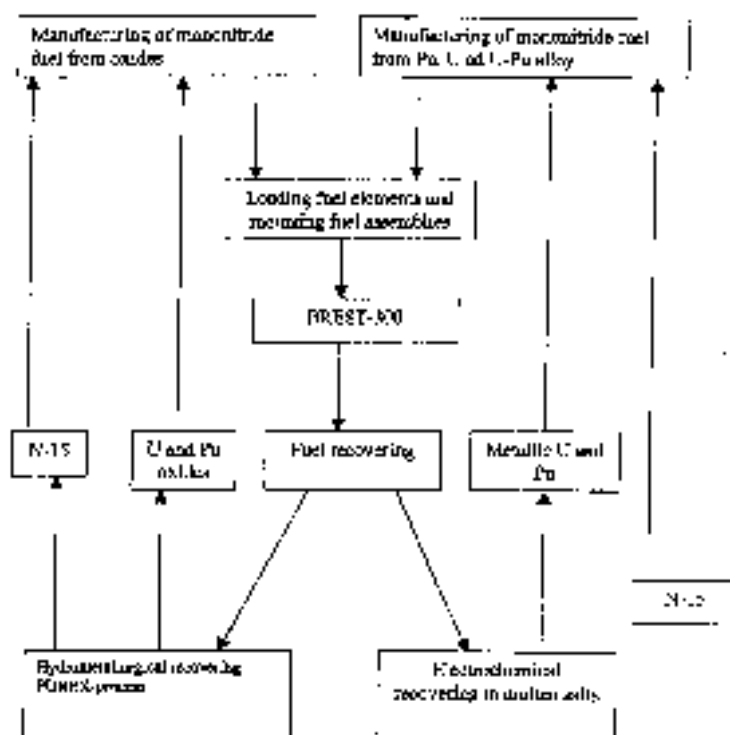 Manufacturing of mononitride
fuel from oxides
Manufacturing of mononitride fuel
from Pu, U and U-Pu alloy
Loading fuel elements and
mounting fuel assemblies
BREST-300
N-15
U and Pu
oxides
Fuel recovering
Metallic U and
Pu
N-15
Hydrometallurgical recovering
Purex-process
Electrochemical
recovering in molten salts